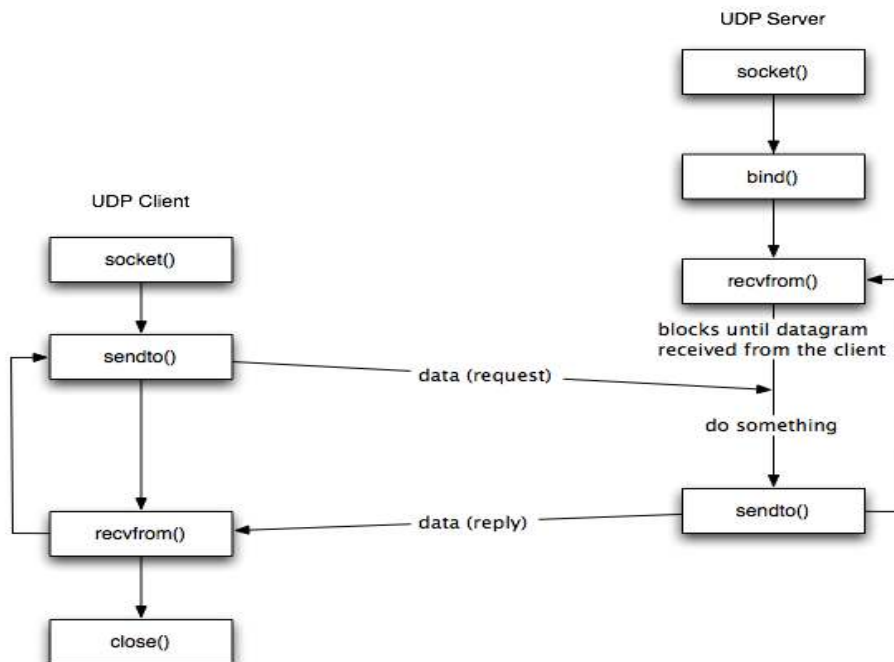 UDP Server
socket()
bind()
UDP Client
socket()
recvfrom()
blocks until datagram
received from the client
sendto()
data (request)
do something
sendto()
data (reply)
recvfrom()
close()